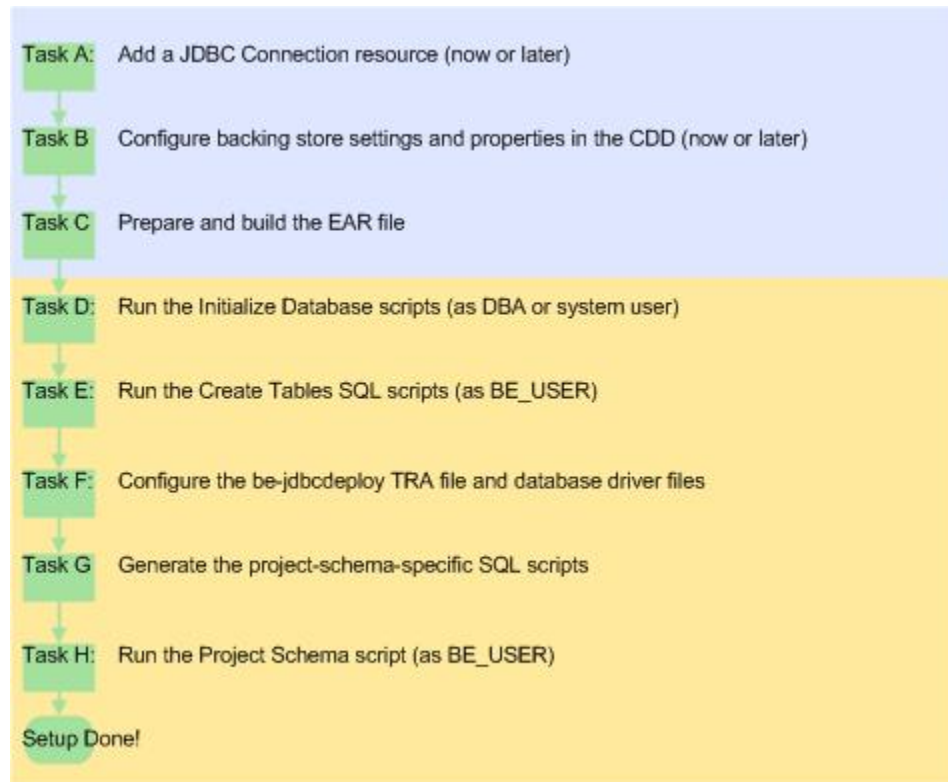 Task A: Add a JDBC Connection resource (now or later)
Task B Configure backing store settings and properties in the CDD (now or later)
Task C Prepare and build the EAR file
Task D: Run the Initialize Database scripts (as DBA or system user)
Task E: Run the Create Tables SQL scripts (as BE_USER)
Task F: Configure the be-jdbcdeploy TRA file and database driver files
Task G Generate the project-schema-specific SQL scripts
Task H: Run the Project Schema script (as BE_USER)
Setup Done!